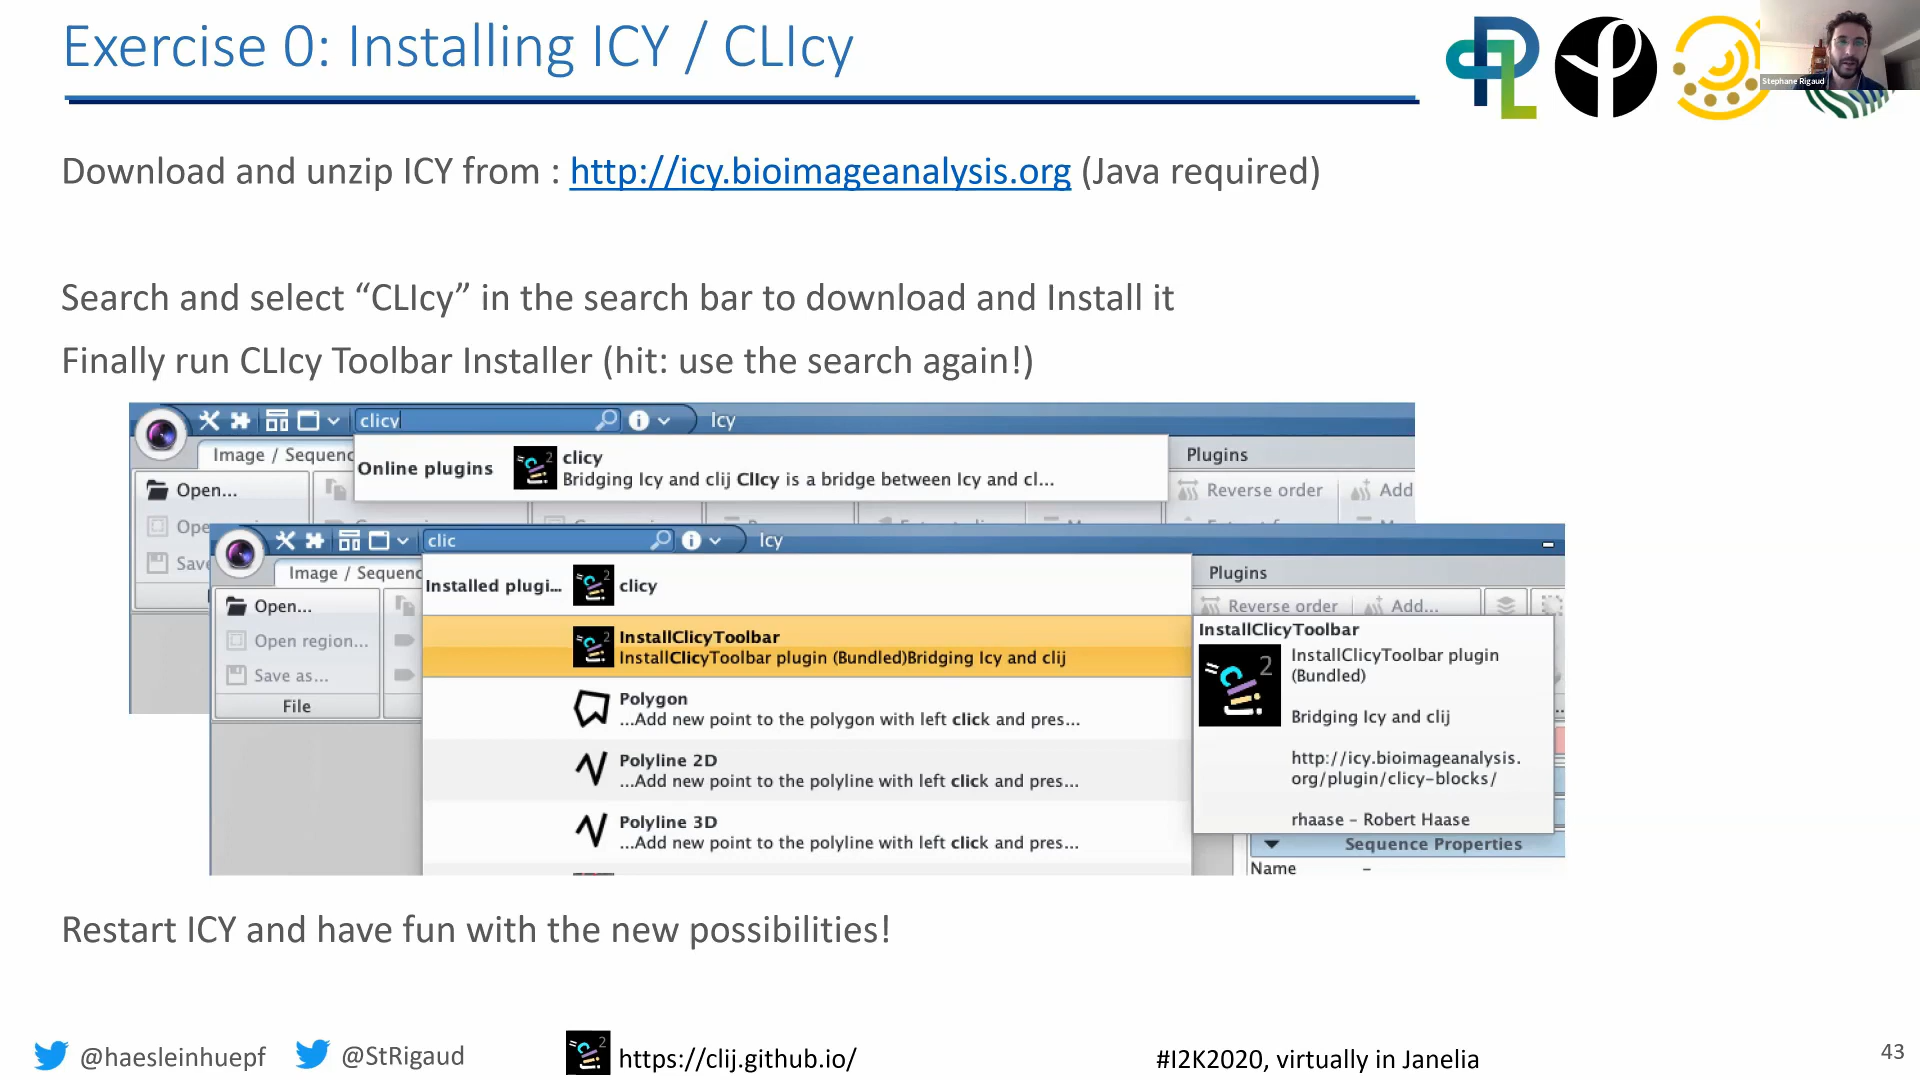 Exercise 0: Installing ICY / CLIcy
Stephane Rigaud
Download and unzip ICY from : http://icy.bioimageanalysis.org (Java required)
Search and select “CLIcy” in the search bar to download and Install it
Finally run CLIcy Toolbar Installer (hit: use the search again!)
clicy
Icy
Image / Sequenc
Plugins
Online plugins
clicy
Bridging Icy and clij ClIcy is a bridge between Icy and cl...
Open...
Reverse order
Add
Ope
Save
clic
Icy
Image / Sequenc
Plugins
Installed plugi...
clicy
Open...
Reverse order
Add...
InstallClicyToolbar
InstallClicyToolbar plugin (Bundled)Bridging Icy and clij
Open region...
Save as...
File
Polygon
...Add new point to the polygon with left click and pres...
Polyline 2D
...Add new point to the polyline with left click and pres...
Polyline 3D
...Add new point to the polyline with left click and pres...
InstallClicyToolbar
2
InstallClicyToolbar plugin
(Bundled)
Bridging Icy and clij
http://icy.bioimageanalysis.
org/plugin/clicy-blocks/
rhaase - Robert Haase
Sequence Properties
Name -
Restart ICY and have fun with the new possibilities!
@haesleinhuepf
@StRigaud
https://clij.github.io/
#I2K2020, virtually in Janelia
43